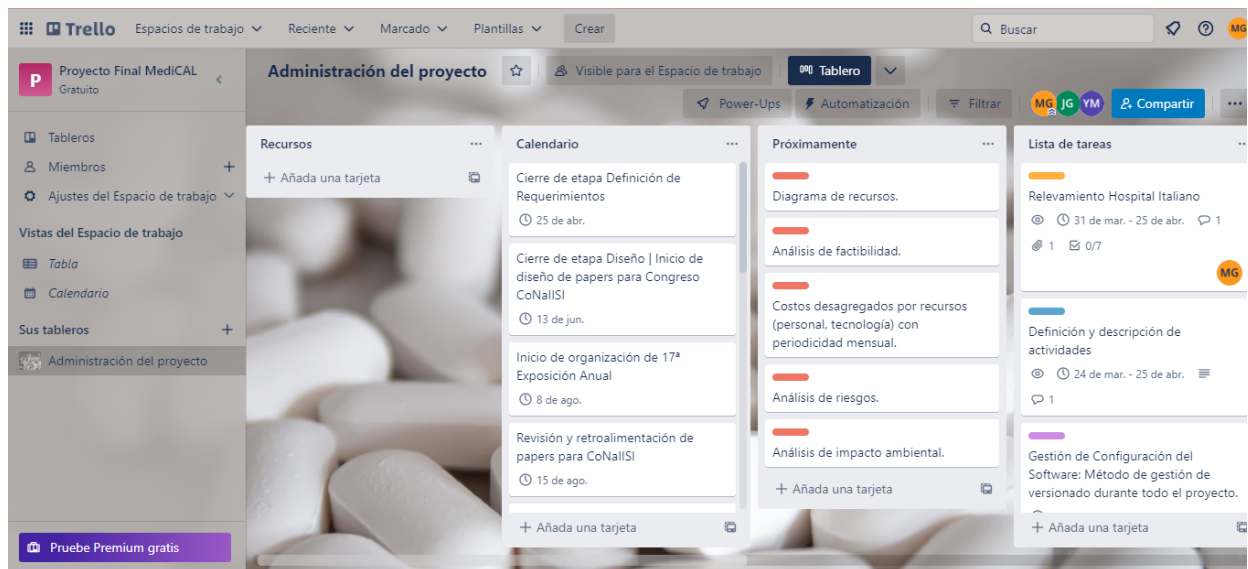 Trello Espacios de trabajo Reciente Marcado Plantillas Crear Buscar MG
P Proyecto Final MediCAL
Gratuito
Tableros
Miembros
Ajustes del Espacio de trabajo
Vistas del Espacio de trabajo
Tabla
Calendario
Sus tableros
Administración del proyecto
Pruebe Premium gratis
Administración del proyecto Visible para el Espacio de trabajo Tablero
Power-Ups Automatización Filtrar MG JG YM Compartir
Recursos
Añada una tarjeta
Calendario
Cierre de etapa Definición de
Requerimientos
25 de abr.
Cierre de etapa Diseño | Inicio de
diseño de papers para Congreso
CoNaIISI
13 de jun.
Inicio de organización de 17ª
Exposición Anual
8 de ago.
Revisión y retroalimentación de
papers para CoNaIISI
15 de ago.
Añada una tarjeta
Próximamente
Diagrama de recursos.
Análisis de factibilidad.
Costos desagregados por recursos
(personal, tecnología) con
periodicidad mensual.
Análisis de riesgos.
Análisis de impacto ambiental.
Añada una tarjeta
Lista de tareas
Relevamiento Hospital Italiano
31 de mar. - 25 de abr. 1
1 0/7
MG
Definición y descripción de
actividades
24 de mar. - 25 de abr.
1
Gestión de Configuración del
Software: Método de gestión de
versionado durante todo el proyecto.
Añada una tarjeta